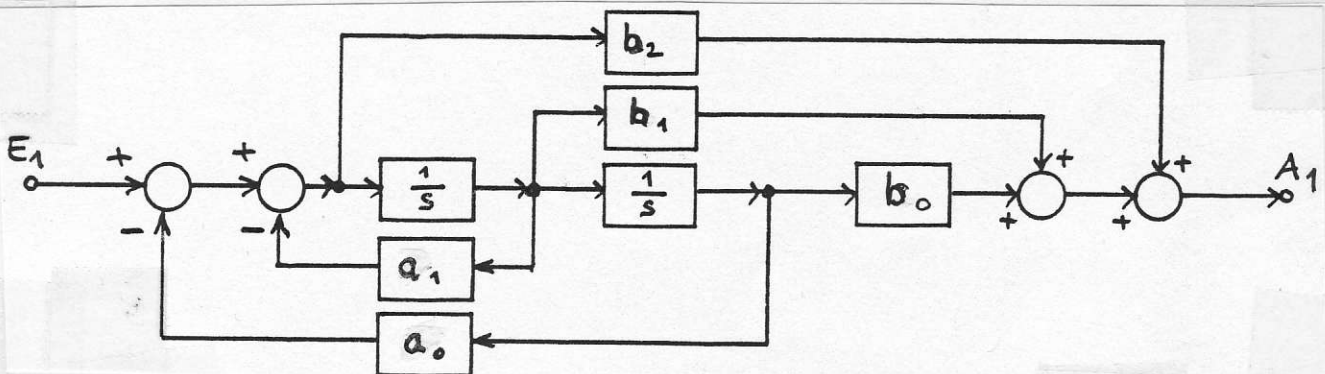 b₂
b₁
E₁ + + 1/s 1/s b₀ + + A₁
− − + +
a₁
a₀